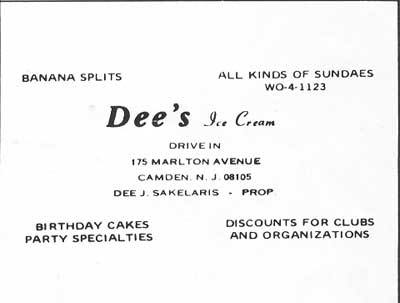 BANANA SPLITS
ALL KINDS OF SUNDAES
WO-4-1123
Dee's Ice Cream
DRIVE IN
175 MARLTON AVENUE
CAMDEN. N. J. 08105
DEE J. SAKELARIS - PROP.
BIRTHDAY CAKES
PARTY SPECIALTIES
DISCOUNTS FOR CLUBS
AND ORGANIZATIONS